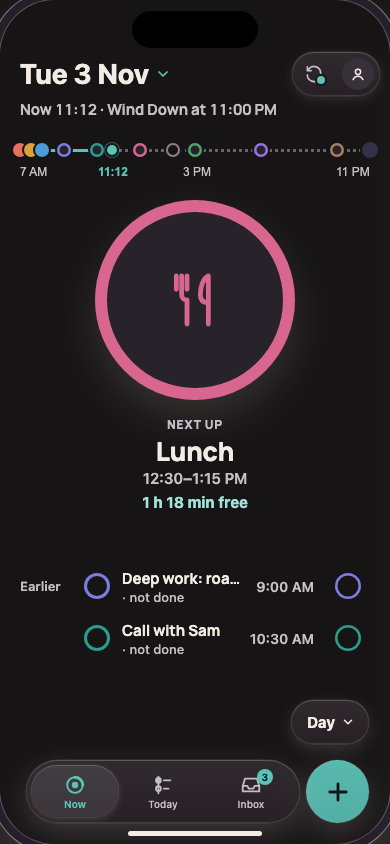 Tue 3 Nov
Now 11:12 · Wind Down at 11:00 PM
7 AM 11:12 3 PM 11 PM
NEXT UP
Lunch
12:30–1:15 PM
1 h 18 min free
Earlier Deep work: roa... 9:00 AM
· not done
Call with Sam 10:30 AM
· not done
Day
3
Now Today Inbox